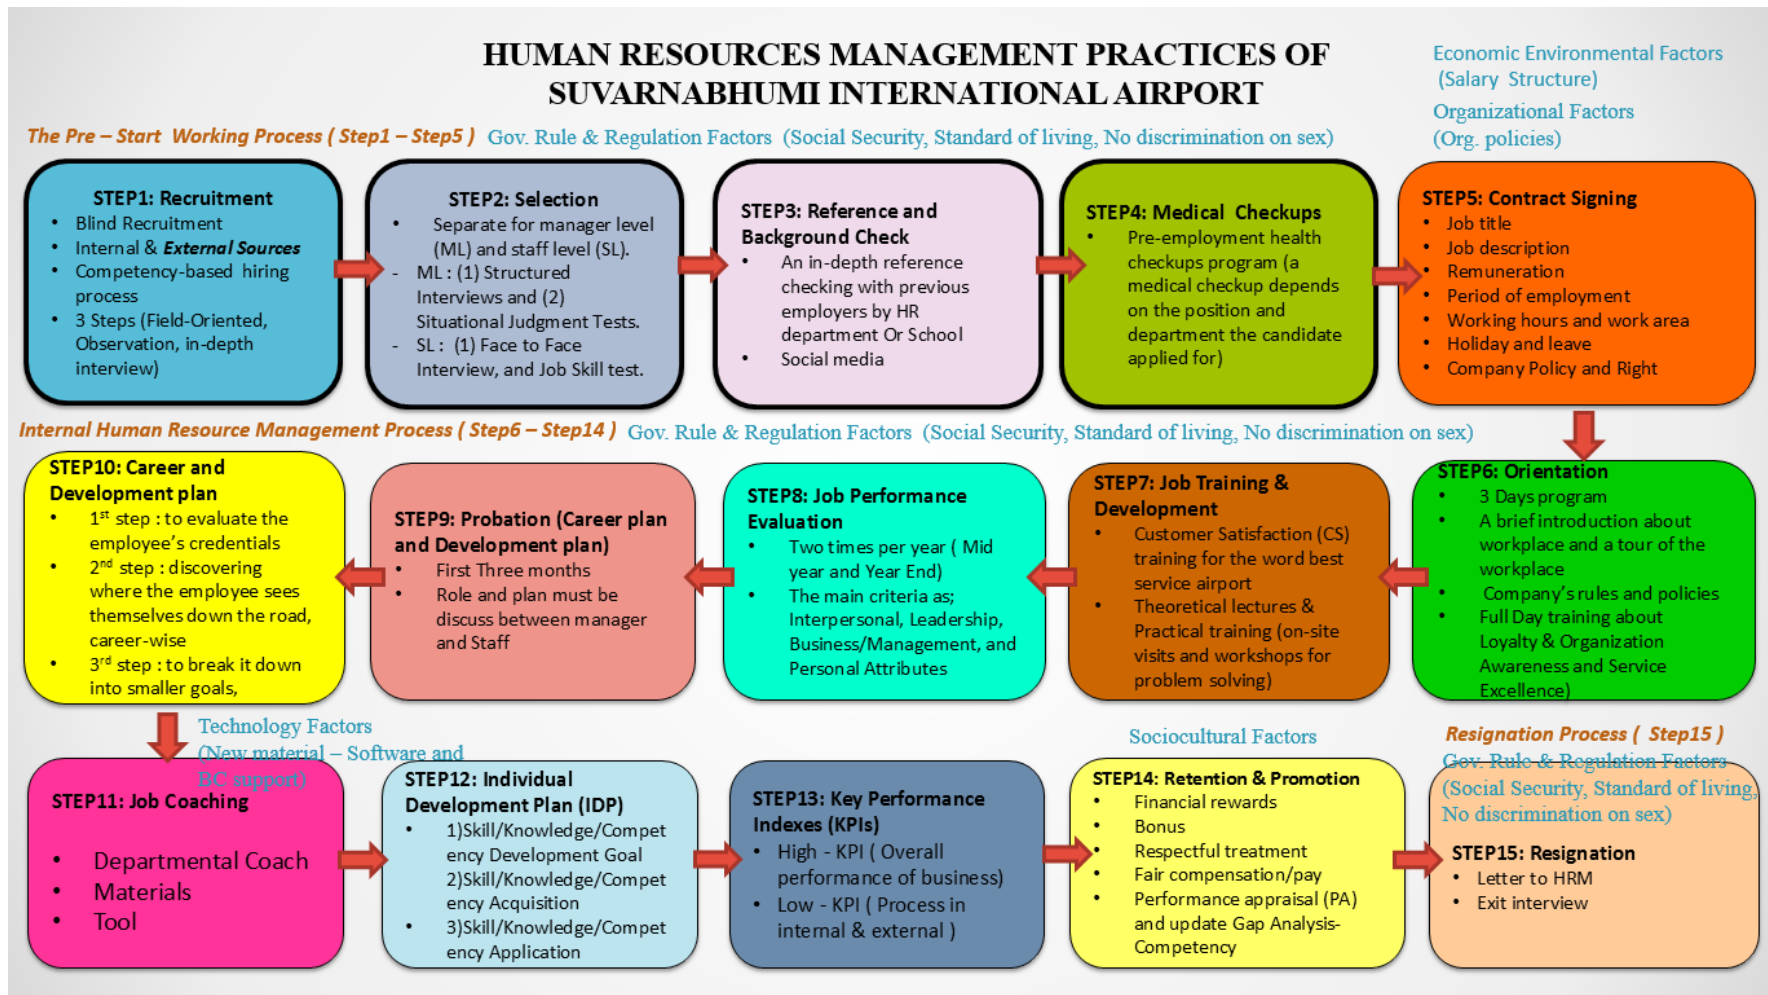 HUMAN RESOURCES MANAGEMENT PRACTICES OF
SUVARNABHUMI INTERNATIONAL AIRPORT
Economic Environmental Factors
(Salary Structure)
Organizational Factors
(Org. policies)
The Pre – Start Working Process ( Step1 – Step5 )
Gov. Rule & Regulation Factors (Social Security, Standard of living, No discrimination on sex)
STEP1: Recruitment
• Blind Recruitment
• Internal & External Sources
• Competency-based hiring
process
• 3 Steps (Field-Oriented,
Observation, in-depth
interview)
STEP2: Selection
• Separate for manager level
(ML) and staff level (SL).
- ML : (1) Structured
Interviews and (2)
Situational Judgment Tests.
- SL : (1) Face to Face
Interview, and Job Skill test.
STEP3: Reference and
Background Check
• An in-depth reference
checking with previous
employers by HR
department Or School
• Social media
STEP4: Medical Checkups
• Pre-employment health
checkups program (a
medical checkup depends
on the position and
department the candidate
applied for)
STEP5: Contract Signing
• Job title
• Job description
• Remuneration
• Period of employment
• Working hours and work area
• Holiday and leave
• Company Policy and Right
Internal Human Resource Management Process ( Step6 – Step14 )
Gov. Rule & Regulation Factors (Social Security, Standard of living, No discrimination on sex)
STEP10: Career and
Development plan
• 1st step : to evaluate the
employee's credentials
• 2nd step : discovering
where the employee sees
themselves down the road,
career-wise
• 3rd step : to break it down
into smaller goals,
STEP9: Probation (Career plan
and Development plan)
• First Three months
• Role and plan must be
discuss between manager
and Staff
STEP8: Job Performance
Evaluation
• Two times per year ( Mid
year and Year End)
• The main criteria as;
Interpersonal, Leadership,
Business/Management, and
Personal Attributes
STEP7: Job Training &
Development
• Customer Satisfaction (CS)
training for the word best
service airport
• Theoretical lectures &
Practical training (on-site
visits and workshops for
problem solving)
STEP6: Orientation
• 3 Days program
• A brief introduction about
workplace and a tour of the
workplace
• Company's rules and policies
• Full Day training about
Loyalty & Organization
Awareness and Service
Excellence)
Technology Factors
(New material – Software and
BC support)
Sociocultural Factors
Resignation Process ( Step15 )
Gov. Rule & Regulation Factors
(Social Security, Standard of living,
No discrimination on sex)
STEP11: Job Coaching
• Departmental Coach
• Materials
• Tool
STEP12: Individual
Development Plan (IDP)
• 1)Skill/Knowledge/Compet
ency Development Goal
2)Skill/Knowledge/Compet
ency Acquisition
• 3)Skill/Knowledge/Compet
ency Application
STEP13: Key Performance
Indexes (KPIs)
• High - KPI ( Overall
performance of business)
• Low - KPI ( Process in
internal & external )
STEP14: Retention & Promotion
• Financial rewards
• Bonus
• Respectful treatment
• Fair compensation/pay
• Performance appraisal (PA)
and update Gap Analysis-
Competency
STEP15: Resignation
• Letter to HRM
• Exit interview